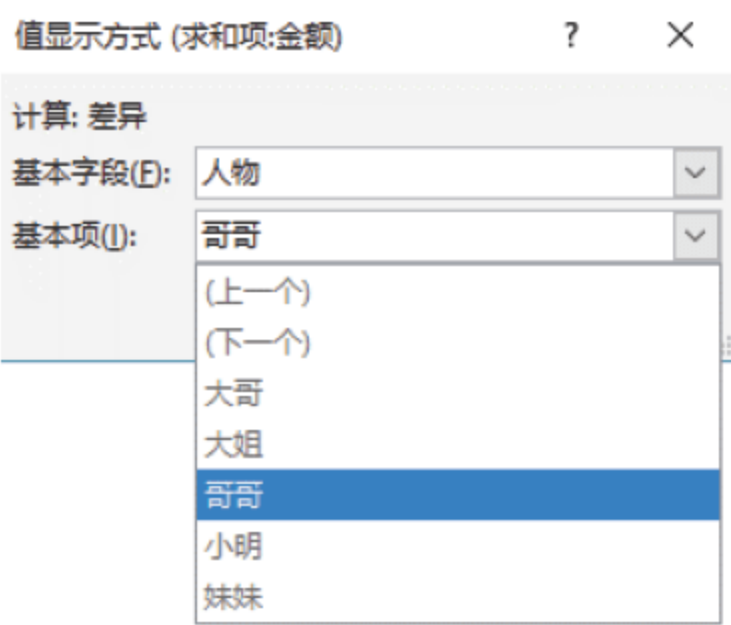 值显示方式 (求和项:金额) ? ×
计算: 差异
基本字段(F): 人物
基本项(I): 哥哥
(上一个)
(下一个)
大哥
大姐
哥哥
小明
妹妹